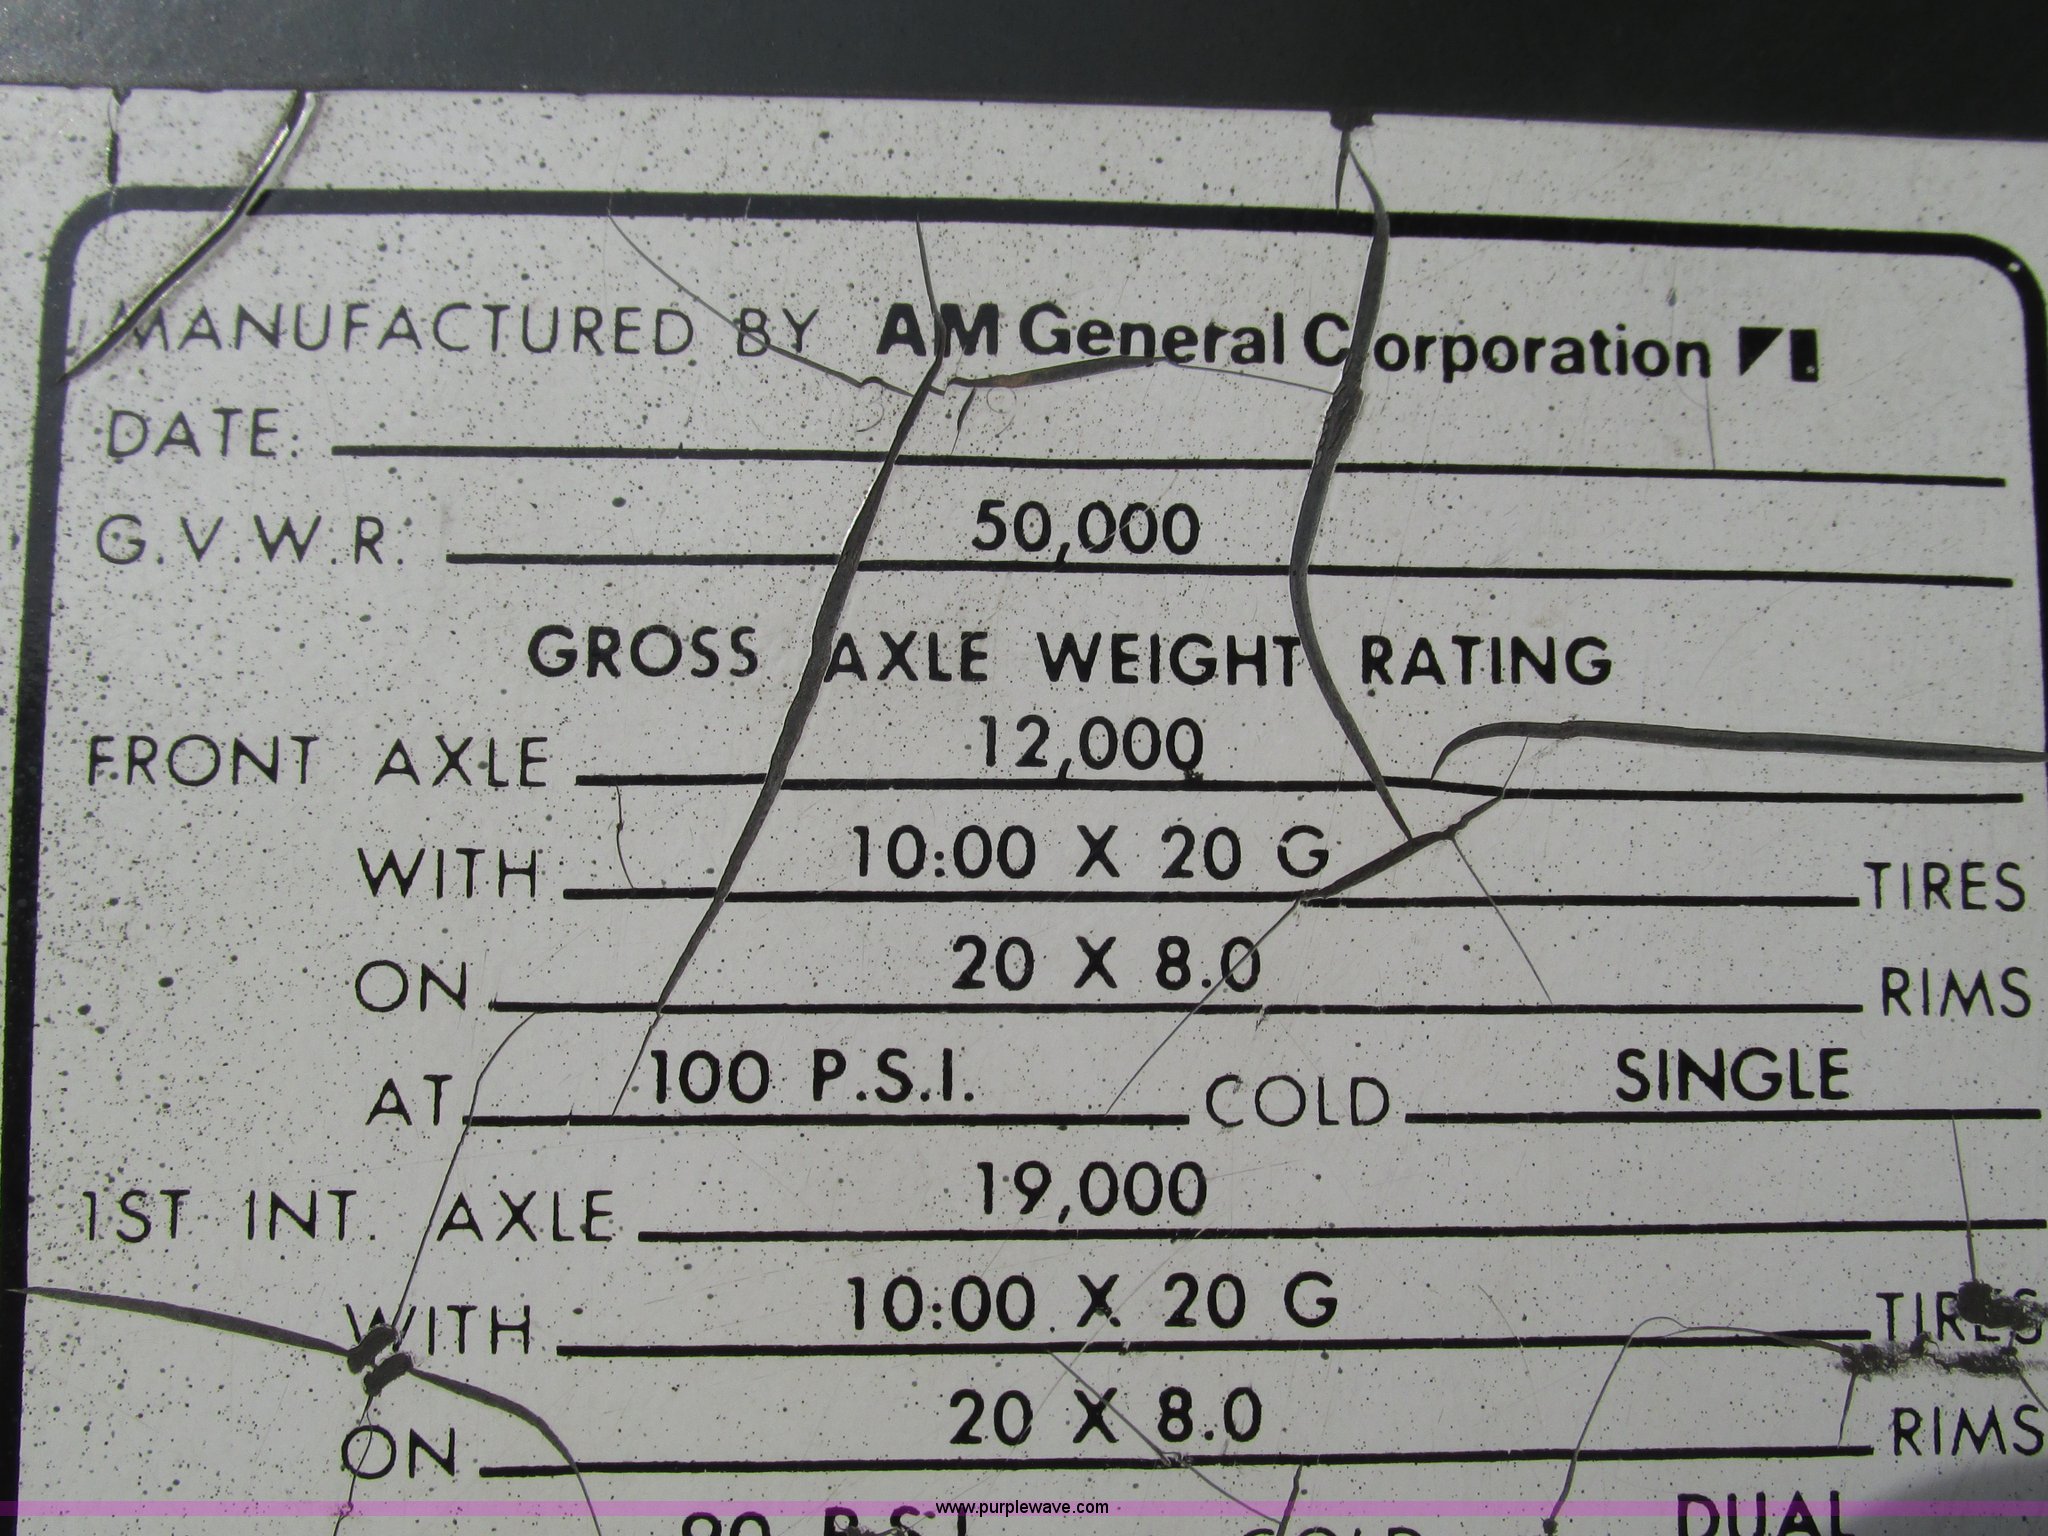 MANUFACTURED BY AM General Corporation
DATE.
G.V.W.R. 50,000
GROSS AXLE WEIGHT RATING
FRONT AXLE 12,000
WITH 10:00 X 20 G TIRES
ON 20 X 8.0 RIMS
AT 100 P.S.I. COLD SINGLE
1ST INT. AXLE 19,000
WITH 10:00 X 20 G TIRES
ON 20 X 8.0 RIMS
90 P.S.I. COLD DUAL
www.purplewave.com